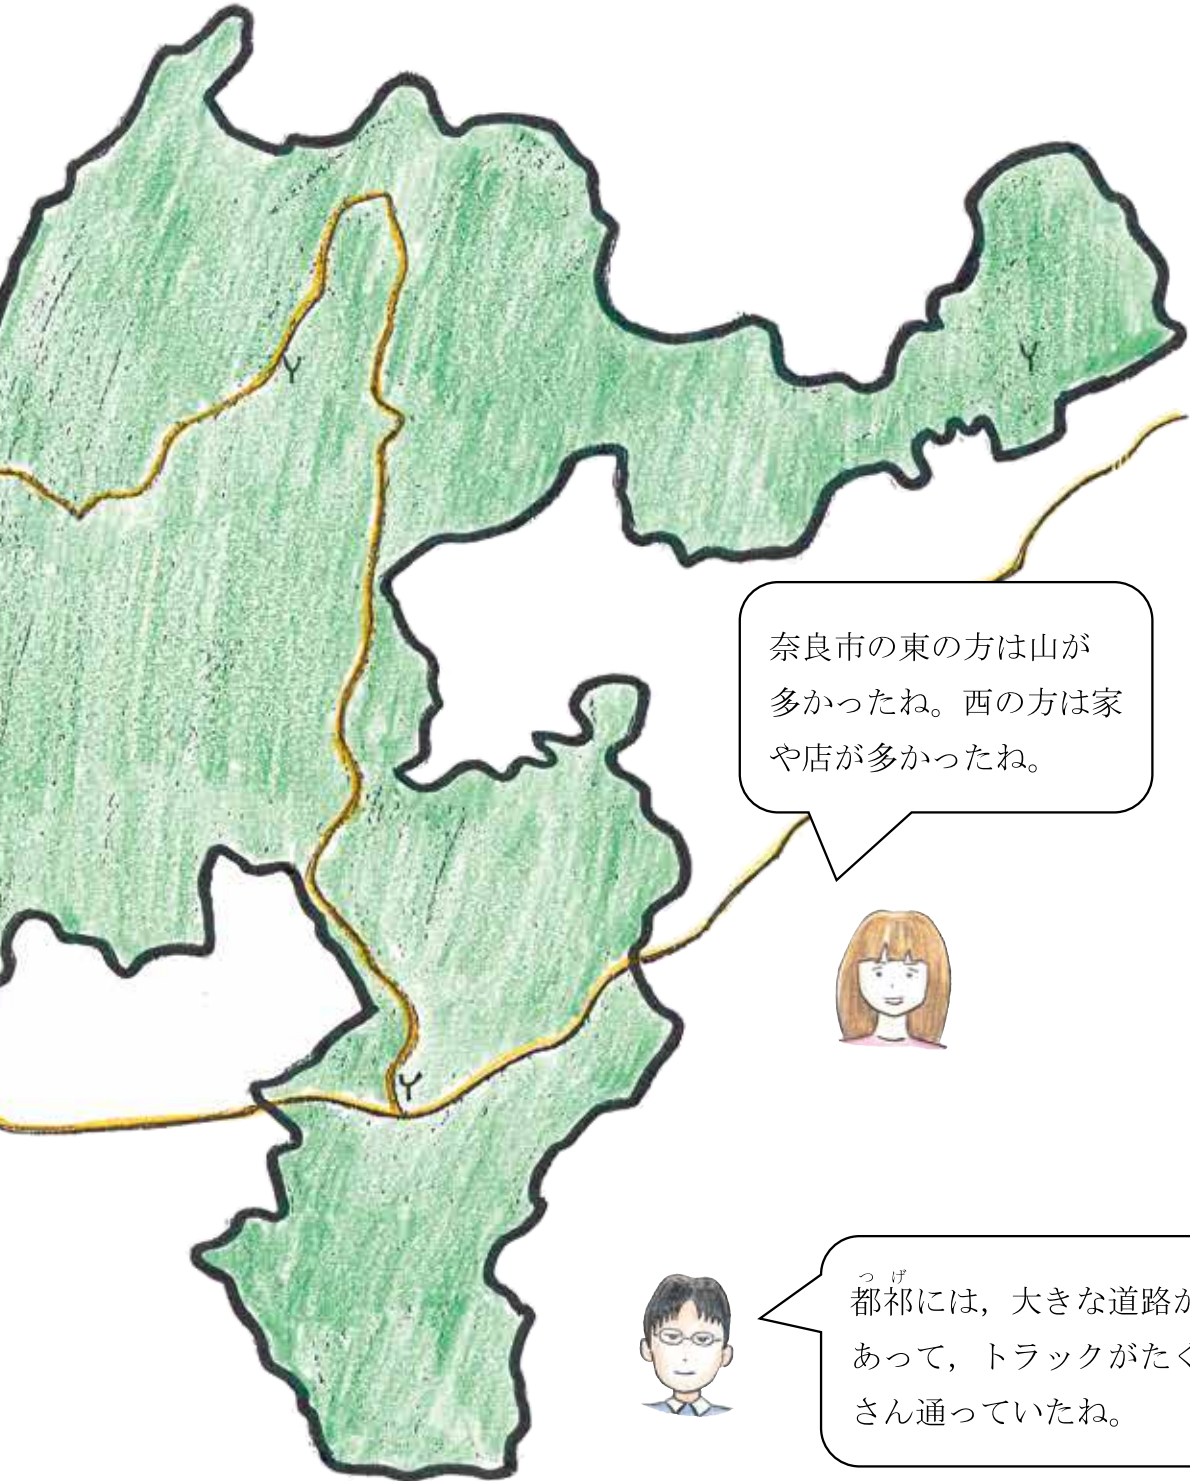 奈良市の東の方は山が
多かったね。西の方は家
や店が多かったね。
つげ
都祁には，大きな道路が
あって，トラックがたく
さん通っていたね。